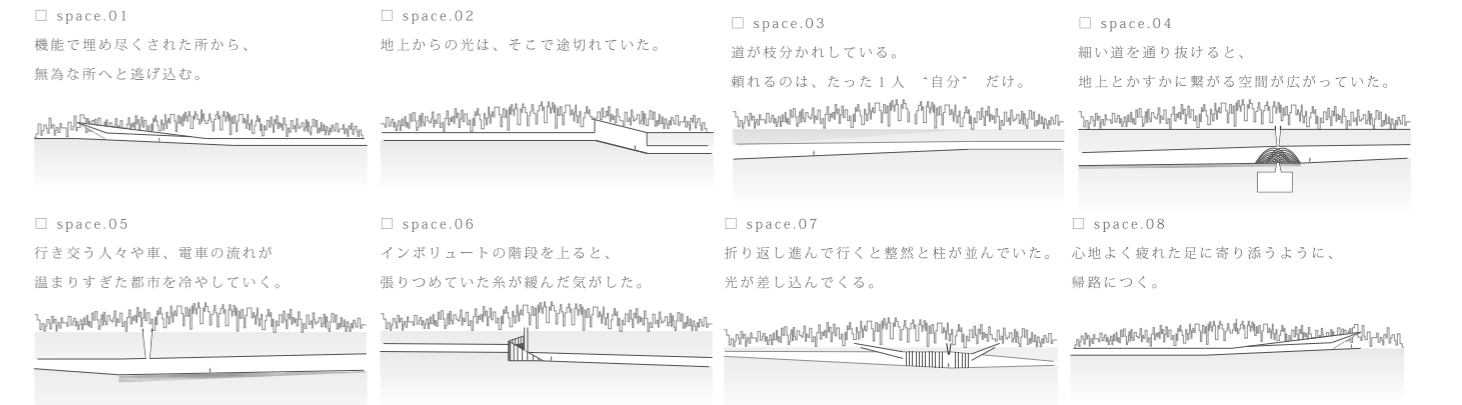 □ space.01
機能で埋め尽くされた所から、
無為な所へと逃げ込む。
□ space.02
地上からの光は、そこで途切れていた。
□ space.03
道が枝分かれしている。
頼れるのは、たった1人 “自分” だけ。
□ space.04
細い道を通り抜けると、
地上とかすかに繋がる空間が広がっていた。
□ space.05
行き交う人々や車、電車の流れが
温まりすぎた都市を冷やしていく。
□ space.06
インボリュートの階段を上ると、
張りつめていた糸が緩んだ気がした。
□ space.07
折り返し進んで行くと整然と柱が並んでいた。
光が差し込んでくる。
□ space.08
心地よく疲れた足に寄り添うように、
帰路につく。